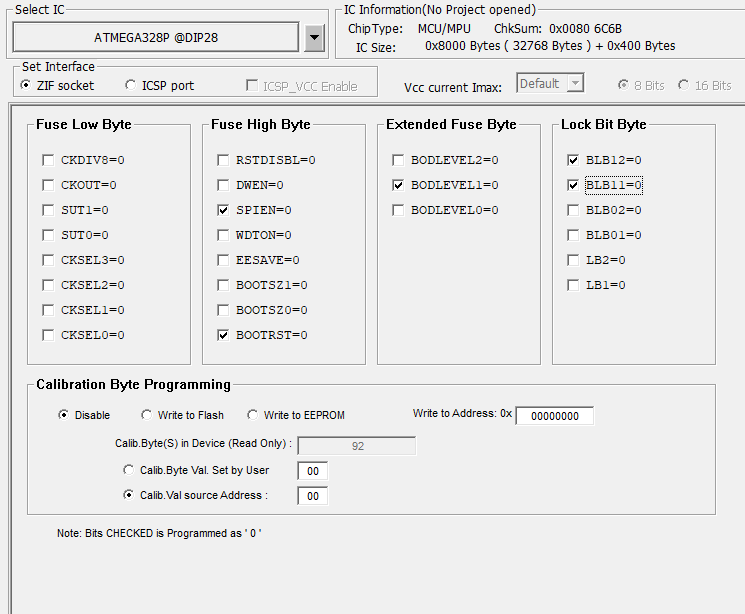 Select IC
ATMEGA328P @DIP28
IC Information(No Project opened)
ChipType: MCU/MPU ChkSum: 0x0080 6C6B
IC Size: 0x8000 Bytes ( 32768 Bytes ) + 0x400 Bytes
Set Interface
ZIF socket ICSP port ICSP_VCC Enable
Vcc current Imax: Default 8 Bits 16 Bits
Fuse Low Byte
CKDIV8=0
CKOUT=0
SUT1=0
SUT0=0
CKSEL3=0
CKSEL2=0
CKSEL1=0
CKSEL0=0
Fuse High Byte
RSTDISBL=0
DWEN=0
SPIEN=0
WDTON=0
EESAVE=0
BOOTSZ1=0
BOOTSZ0=0
BOOTRST=0
Extended Fuse Byte
BODLEVEL2=0
BODLEVEL1=0
BODLEVEL0=0
Lock Bit Byte
BLB12=0
BLB11=0
BLB02=0
BLB01=0
LB2=0
LB1=0
Calibration Byte Programming
Disable Write to Flash Write to EEPROM Write to Address: 0x 00000000
Calib.Byte(S) in Device (Read Only) : 92
Calib.Byte Val. Set by User 00
Calib.Val source Address : 00
Note: Bits CHECKED is Programmed as ' 0 '